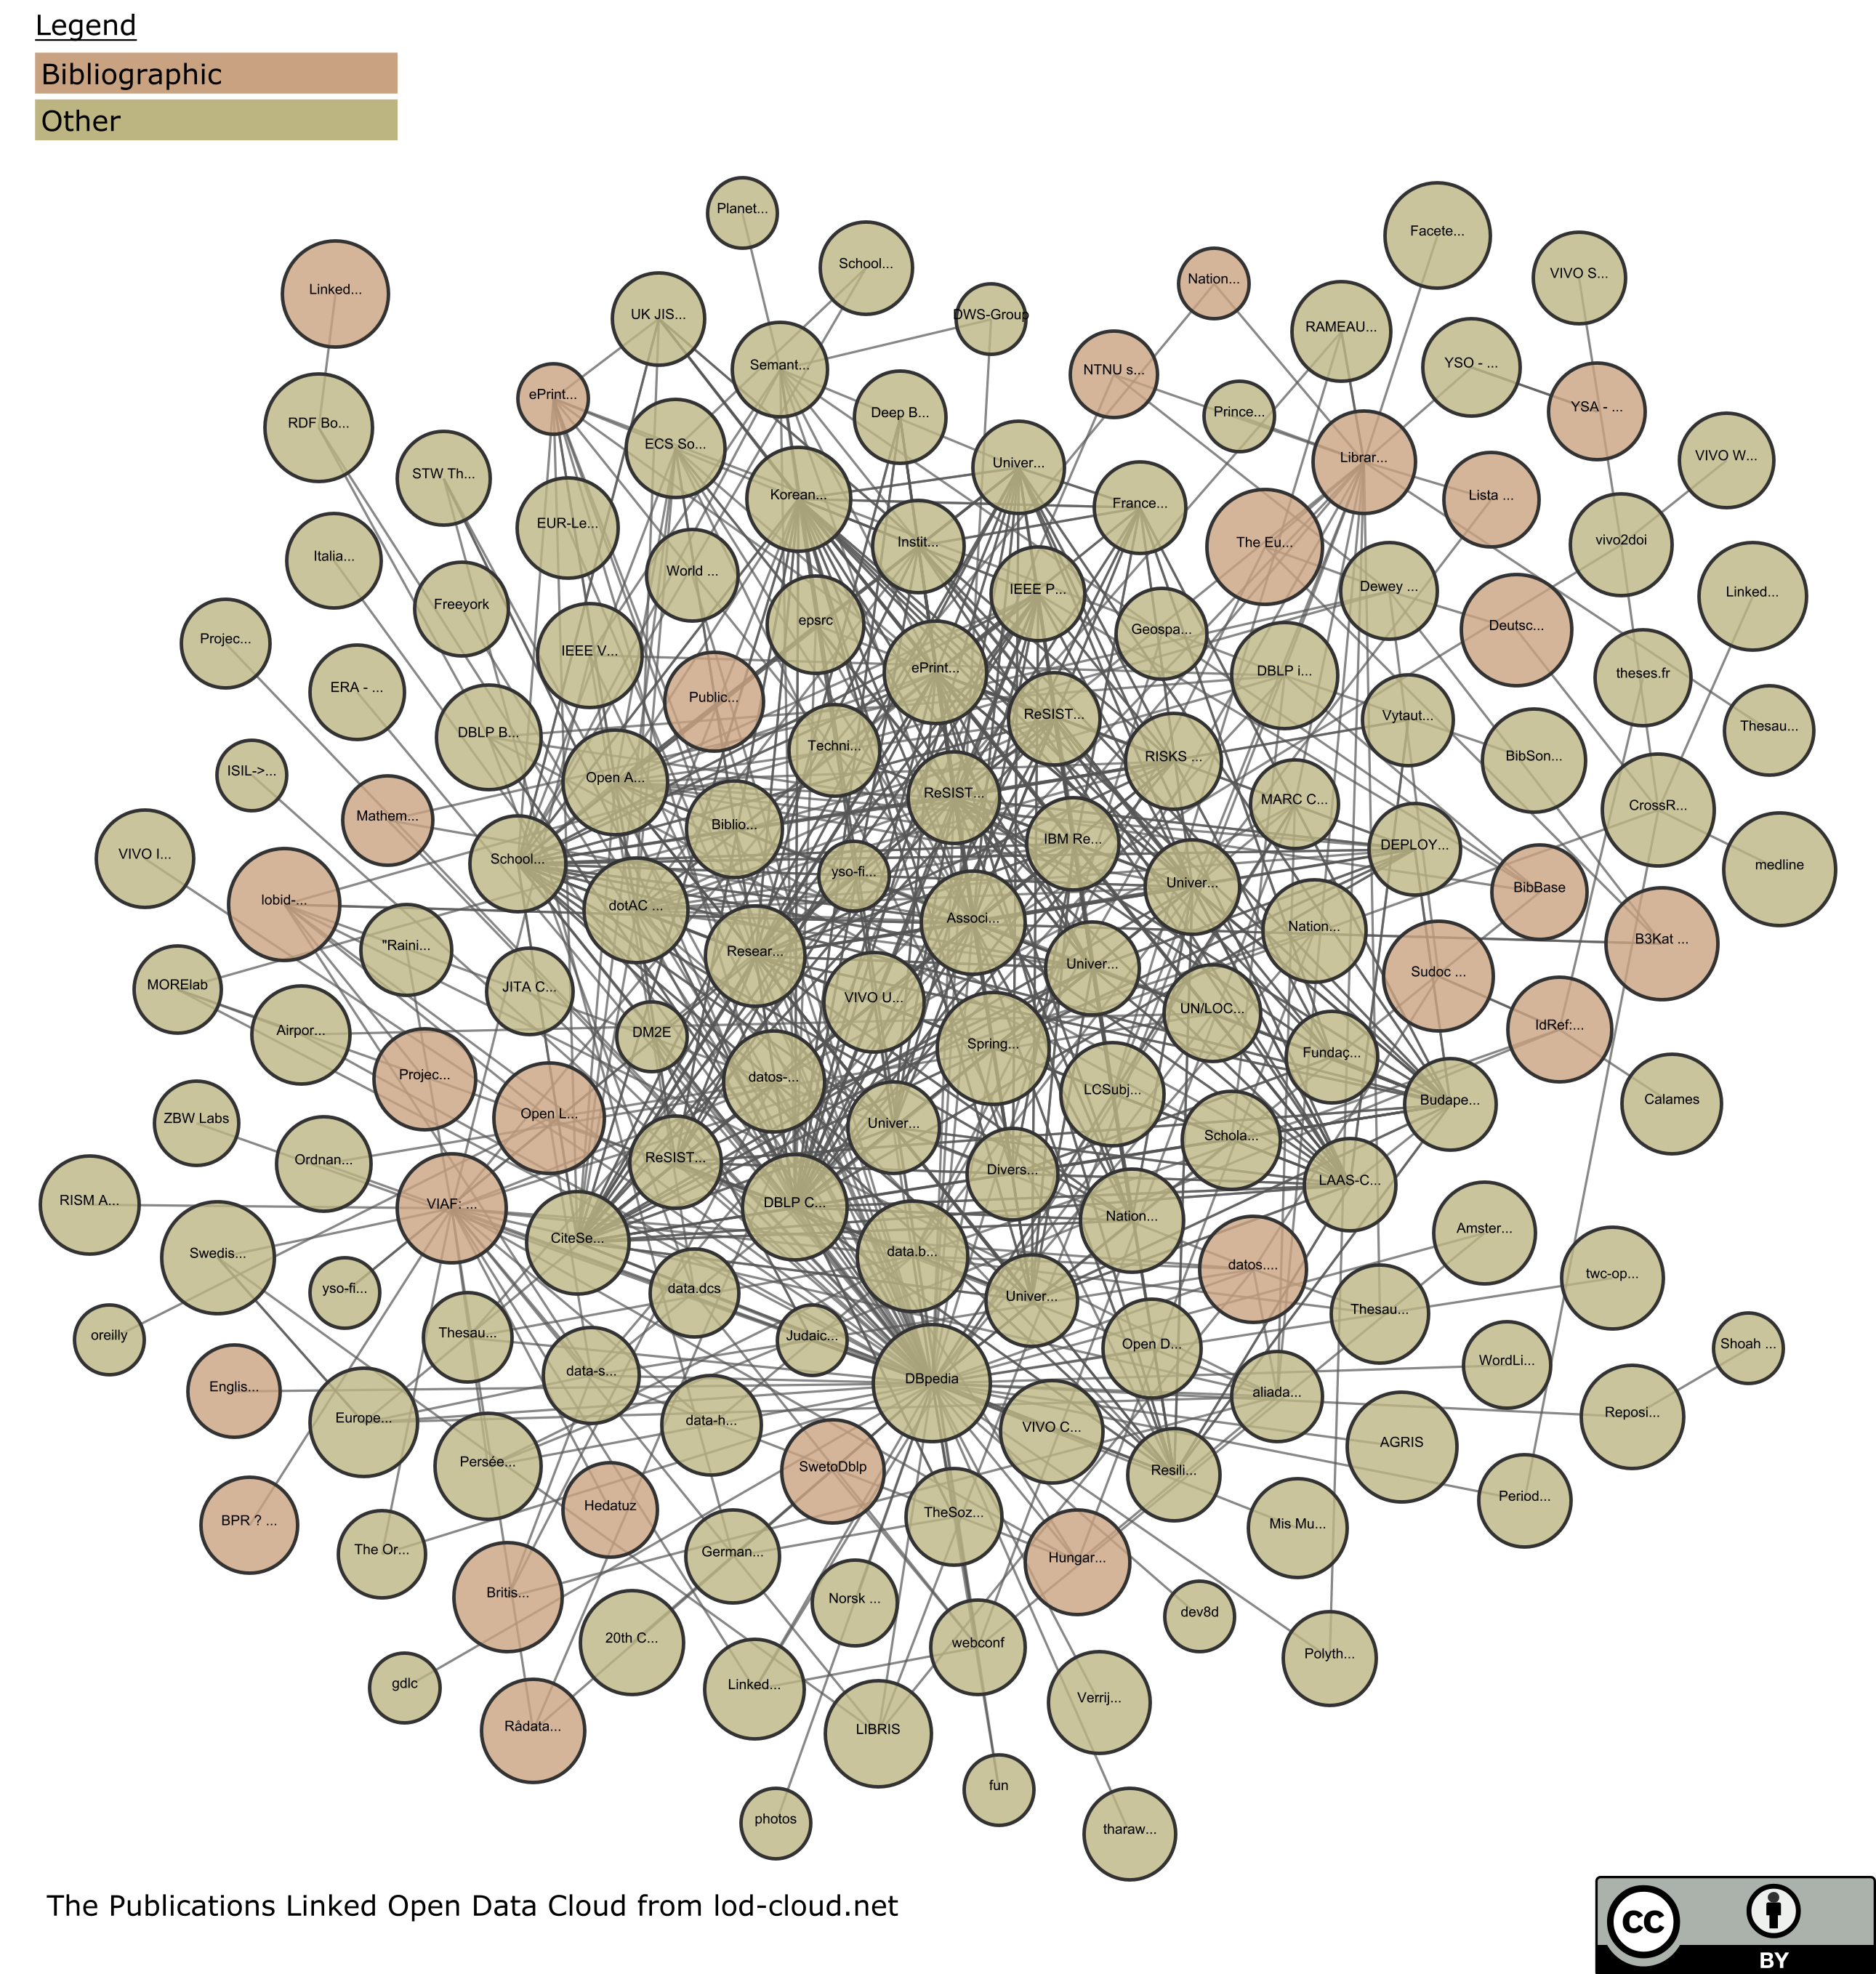 Legend
Bibliographic
Other
Planet...
Facete...
School...
Nation...
VIVO S...
Linked...
UK JIS...
DWS-Group
RAMEAU...
Semant...
YSO - ...
NTNU s...
ePrint...
YSA - ...
Deep B...
Prince...
RDF Bo...
ECS So...
VIVO W...
Univer...
Librar...
STW Th...
Korean...
Lista ...
France...
EUR-Le...
Instit...
The Eu...
vivo2doi
Italia...
World ...
Dewey ...
IEEE P...
Linked...
Freeyork
epsrc
Deutsc...
Geospa...
Projec...
IEEE V...
ePrint...
DBLP i...
theses.fr
ERA - ...
Public...
ReSIST...
Vytaut...
Thesau...
DBLP B...
Techni...
RISKS ...
BibSon...
ISIL->...
Open A...
ReSIST...
MARC C...
CrossR...
Mathem...
Biblio...
IBM Re...
DEPLOY...
VIVO I...
School...
medline
yso-fi...
Univer...
BibBase
lobid-...
dotAC ...
Associ...
Nation...
B3Kat ...
"Raini...
Resear...
Univer...
Sudoc ...
MORElab
JITA C...
VIVO U...
UN/LOC...
IdRef:...
Airpor...
DM2E
Spring...
Fundaç...
Projec...
datos-...
LCSubj...
Budape...
Calames
ZBW Labs
Open L...
Univer...
Schola...
Ordnan...
ReSIST...
Divers...
LAAS-C...
RISM A...
VIAF: ...
DBLP C...
Nation...
Amster...
Swedis...
CiteSe...
data.b...
datos....
twc-op...
yso-fi...
data.dcs
Univer...
Thesau...
oreilly
Thesau...
Judaic...
Open D...
Shoah ...
Englis...
data-s...
DBpedia
WordLi...
aliada...
Europe...
data-h...
VIVO C...
Reposi...
AGRIS
Persée...
SwetoDblp
Resili...
Period...
BPR ? ...
Hedatuz
TheSoz...
Mis Mu...
The Or...
German...
Hungar...
Britis...
Norsk ...
dev8d
20th C...
webconf
Polyth...
gdlc
Linked...
Verrij...
Rådata...
LIBRIS
fun
photos
tharaw...
The Publications Linked Open Data Cloud from lod-cloud.net
cc
BY